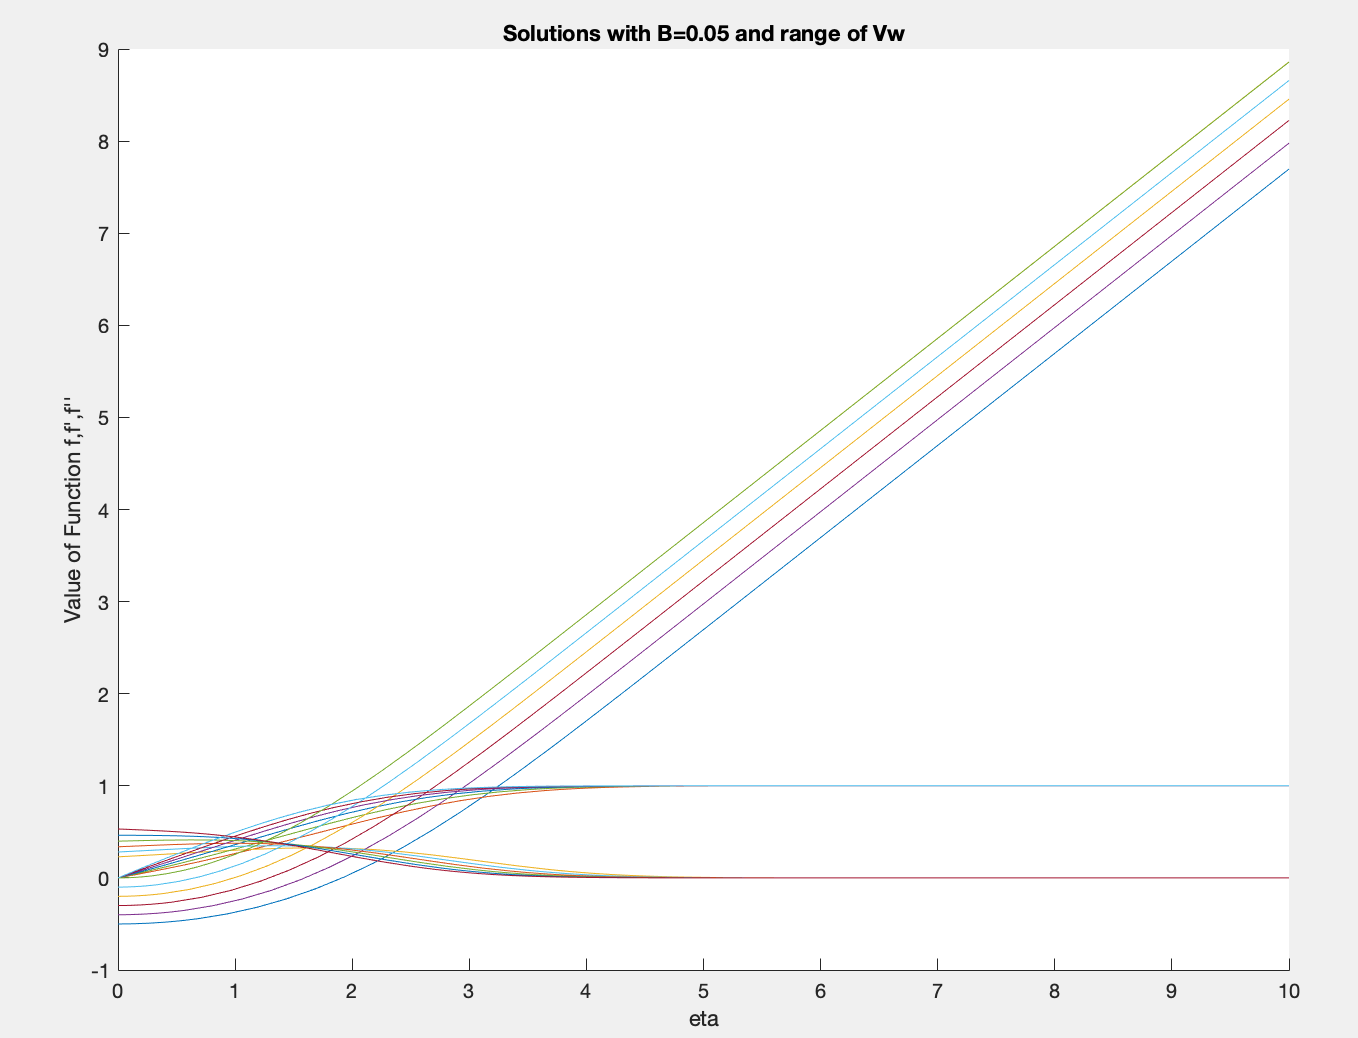 Solutions with B=0.05 and range of Vw
9
8
7
6
5
4
3
2
1
0
-1
Value of Function f,f',f''
0 1 2 3 4 5 6 7 8 9 10
eta